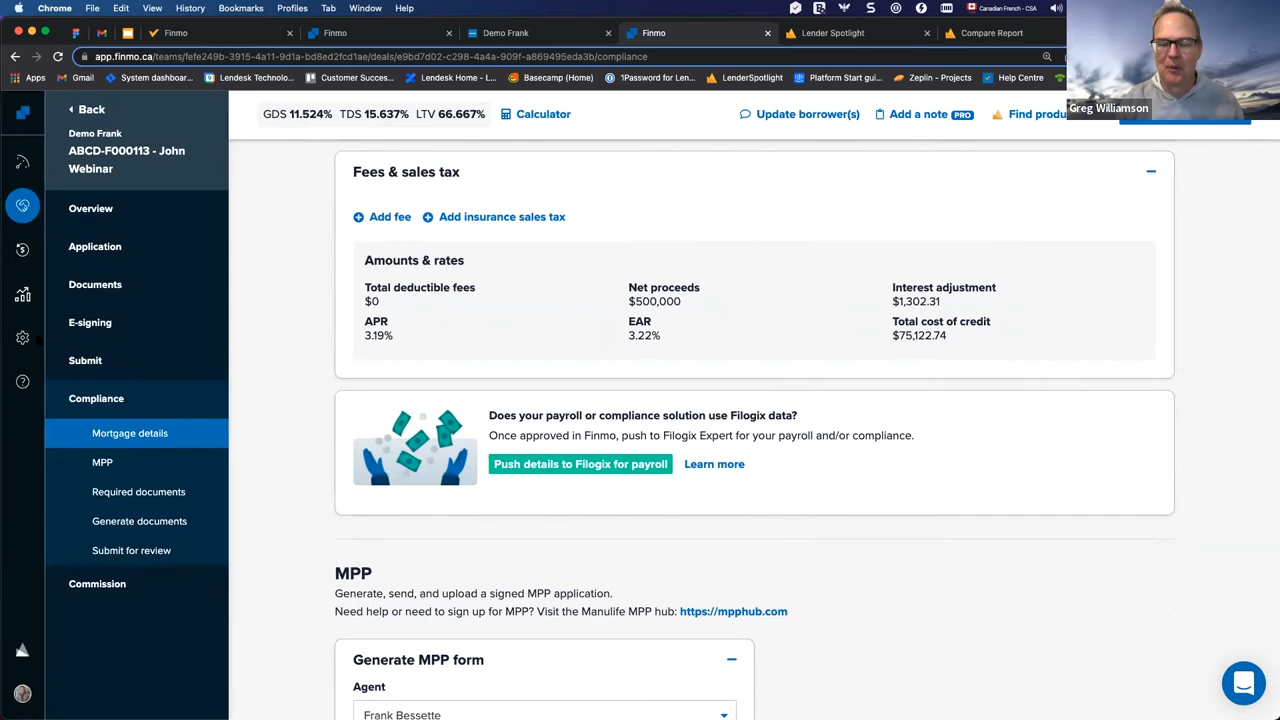 Chrome File Edit View History Bookmarks Profiles Tab Window Help Canadian French - CSA
Finmo Finmo Demo Frank Finmo Lender Spotlight Compare Report
app.finmo.ca/teams/fefe249b-3915-4a11-9d1a-bd8ed2fcd1ae/deals/e9bd7d02-c298-4a4a-909f-a869495eda3b/compliance
Apps Gmail System dashboar... Lendesk Technolo... Customer Succes... Lendesk Home - L... Basecamp (Home) 1Password for Len... LenderSpotlight Platform Start gui... Zeplin - Projects Help Centre
Greg Williamson
Back
Demo Frank
ABCD-F000113 - John
Webinar
Overview
Application
Documents
E-signing
Submit
Compliance
Mortgage details
MPP
Required documents
Generate documents
Submit for review
Commission
GDS 11.524% TDS 15.637% LTV 66.667% Calculator Update borrower(s) Add a note PRO Find produ
Fees & sales tax
Add fee Add insurance sales tax
Amounts & rates
Total deductible fees Net proceeds Interest adjustment
$0 $500,000 $1,302.31
APR EAR Total cost of credit
3.19% 3.22% $75,122.74
Does your payroll or compliance solution use Filogix data?
Once approved in Finmo, push to Filogix Expert for your payroll and/or compliance.
Push details to Filogix for payroll Learn more
MPP
Generate, send, and upload a signed MPP application.
Need help or need to sign up for MPP? Visit the Manulife MPP hub: https://mpphub.com
Generate MPP form
Agent
Frank Bessette